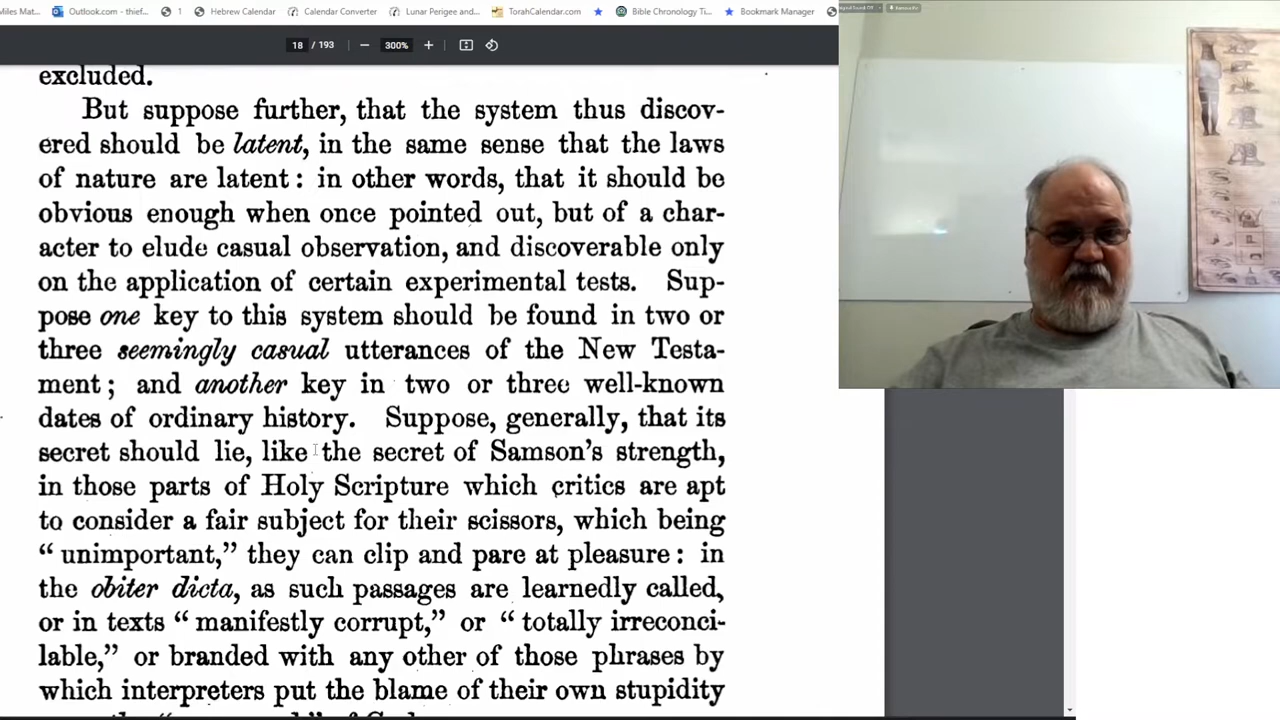 Miles Mat...
Outlook.com - thief...
1
Hebrew Calendar
Calendar Converter
Lunar Perigee and...
TorahCalendar.com
Bible Chronology Ti...
Bookmark Manager
18 / 193
300%
excluded.
But suppose further, that the system thus discov-
ered should be latent, in the same sense that the laws
of nature are latent : in other words, that it should be
obvious enough when once pointed out, but of a char-
acter to elude casual observation, and discoverable only
on the application of certain experimental tests. Sup-
pose one key to this system should be found in two or
three seemingly casual utterances of the New Testa-
ment ; and another key in two or three well-known
dates of ordinary history. Suppose, generally, that its
secret should lie, like the secret of Samson's strength,
in those parts of Holy Scripture which critics are apt
to consider a fair subject for their scissors, which being
“ unimportant,” they can clip and pare at pleasure : in
the obiter dicta, as such passages are learnedly called,
or in texts “ manifestly corrupt,” or “ totally irreconci-
lable,” or branded with any other of those phrases by
which interpreters put the blame of their own stupidity